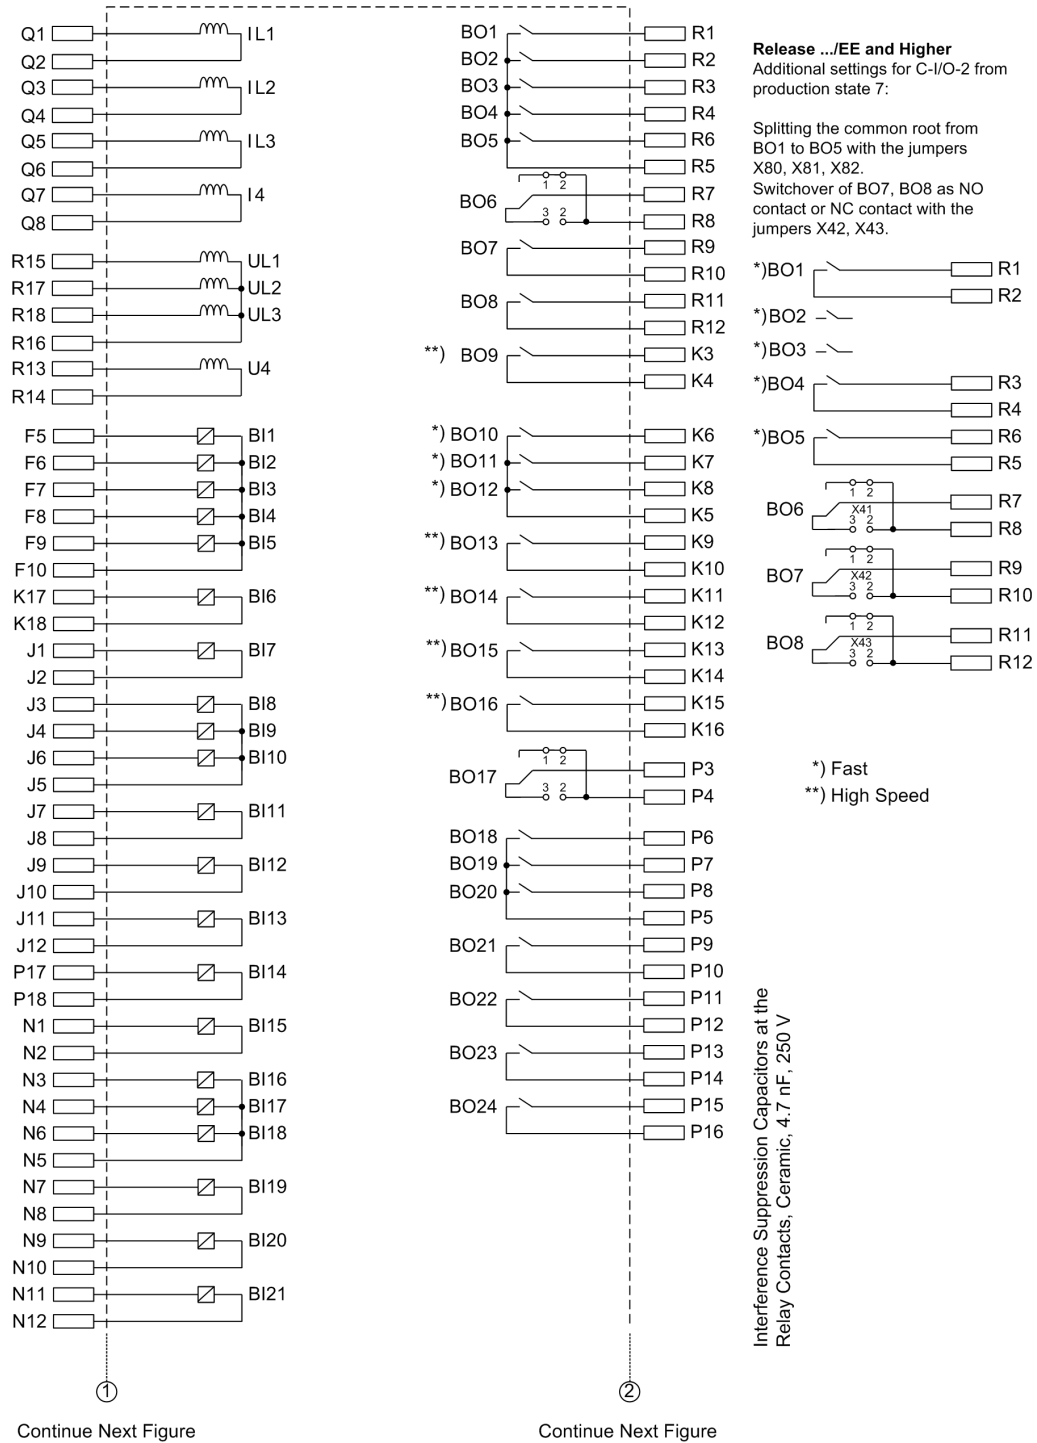 Q1 IL1
Q2
Q3 IL2
Q4
Q5 IL3
Q6
Q7 I4
Q8
R15 UL1
R17 UL2
R18 UL3
R16
R13 U4
R14
F5 BI1
F6 BI2
F7 BI3
F8 BI4
F9 BI5
F10
K17 BI6
K18
J1 BI7
J2
J3 BI8
J4 BI9
J6 BI10
J5
J7 BI11
J8
J9 BI12
J10
J11 BI13
J12
P17 BI14
P18
N1 BI15
N2
N3 BI16
N4 BI17
N6 BI18
N5
N7 BI19
N8
N9 BI20
N10
N11 BI21
N12
1
Continue Next Figure
BO1 R1
BO2 R2
BO3 R3
BO4 R4
BO5 R6
R5
1 2
BO6 R7
3 2
R8
BO7 R9
R10
BO8 R11
R12
**) BO9 K3
K4
*) BO10 K6
*) BO11 K7
*) BO12 K8
K5
**) BO13 K9
K10
**) BO14 K11
K12
**) BO15 K13
K14
**) BO16 K15
K16
1 2
BO17 P3
3 2
P4
BO18 P6
BO19 P7
BO20 P8
P5
BO21 P9
P10
BO22 P11
P12
BO23 P13
P14
BO24 P15
P16
2
Continue Next Figure
Release .../EE and Higher
Additional settings for C-I/O-2 from
production state 7:
Splitting the common root from
BO1 to BO5 with the jumpers
X80, X81, X82.
Switchover of BO7, BO8 as NO
contact or NC contact with the
jumpers X42, X43.
*)BO1 R1
R2
*)BO2
*)BO3
*)BO4 R3
R4
*)BO5 R6
R5
1 2
BO6 X41 R7
3 2
R8
1 2
BO7 X42 R9
3 2
R10
1 2
BO8 X43 R11
3 2
R12
*) Fast
**) High Speed
Interference Suppression Capacitors at the
Relay Contacts, Ceramic, 4.7 nF, 250 V